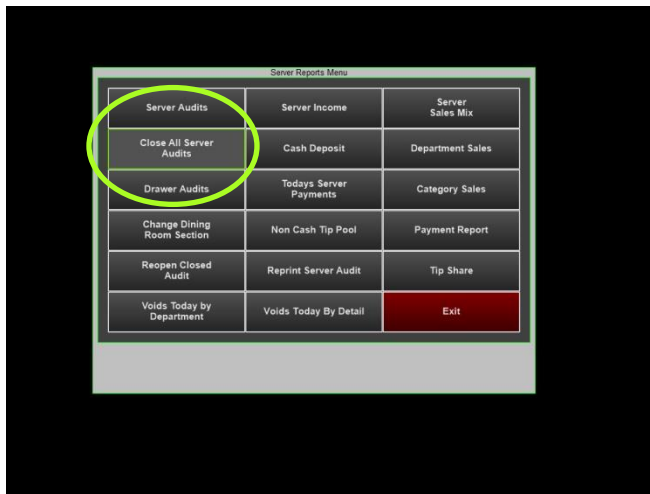 Server Reports Menu
Server Audits
Server Income
Server
Sales Mix
Close All Server
Audits
Cash Deposit
Department Sales
Drawer Audits
Todays Server
Payments
Category Sales
Change Dining
Room Section
Non Cash Tip Pool
Payment Report
Reopen Closed
Audit
Reprint Server Audit
Tip Share
Voids Today by
Department
Voids Today By Detail
Exit